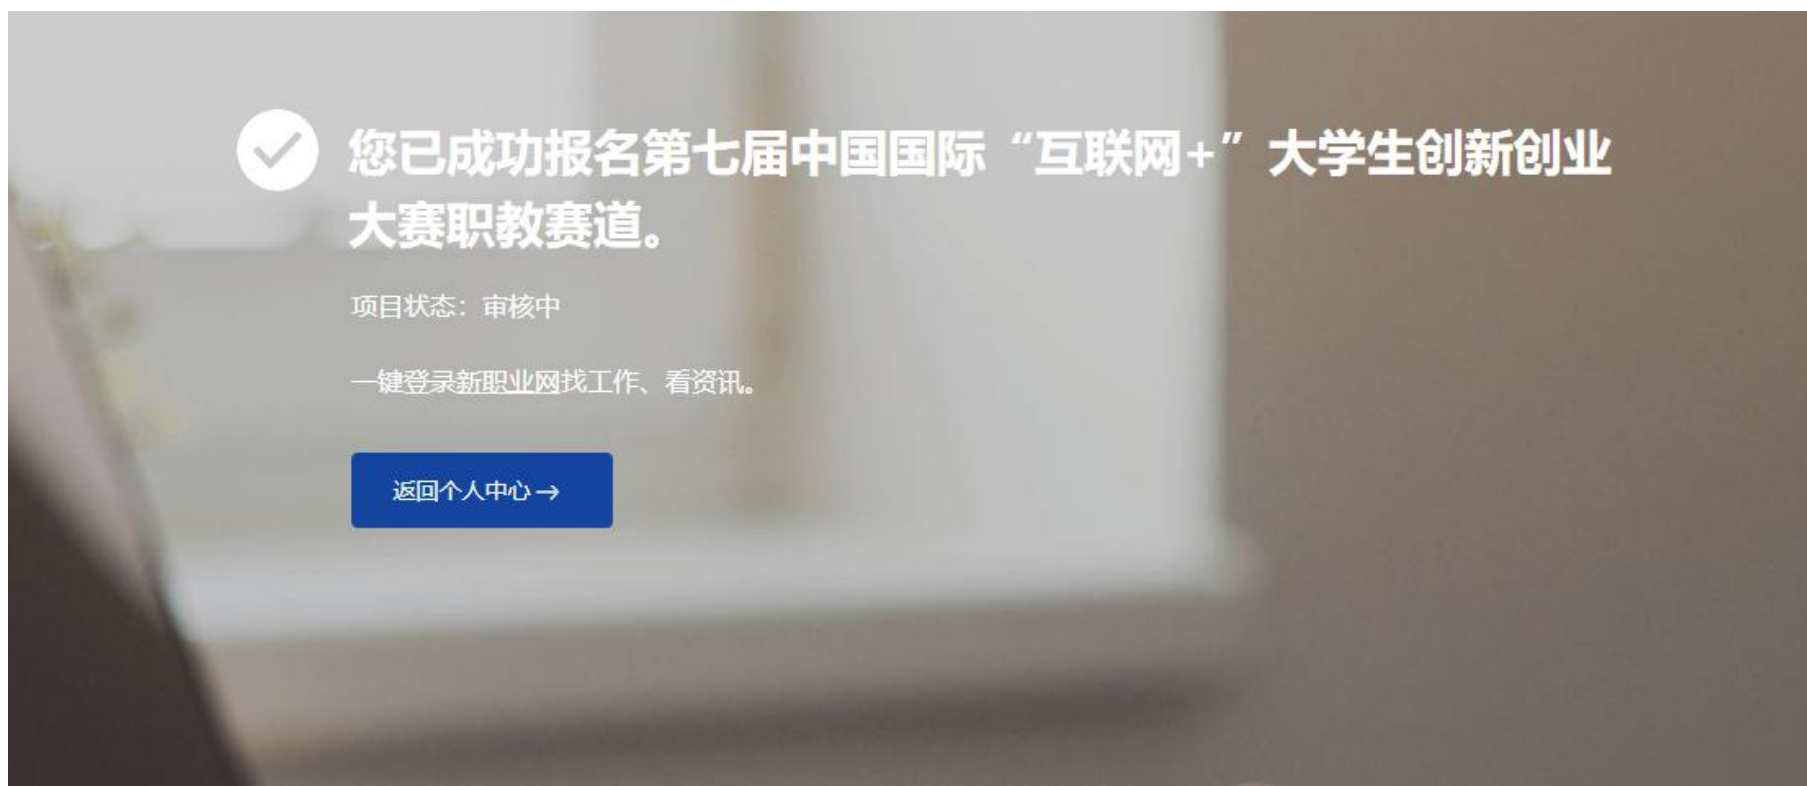 您已成功报名第七届中国国际“互联网+”大学生创新创业
大赛职教赛道。
项目状态：审核中
一键登录新职业网找工作、看资讯。
返回个人中心→